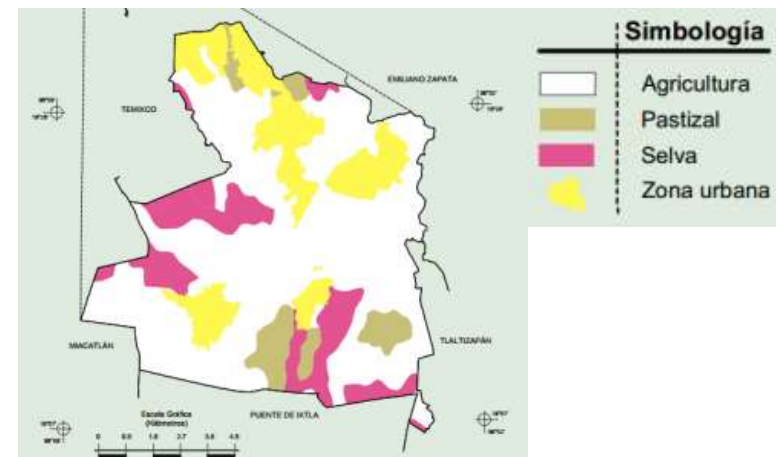 Simbología
Agricultura
Pastizal
Selva
Zona urbana
EMILIANO ZAPATA
TEMIXCO
MIACATLÁN
TLALTIZAPÁN
PUENTE DE IXTLA
Escala Gráfica
(Kilómetros)